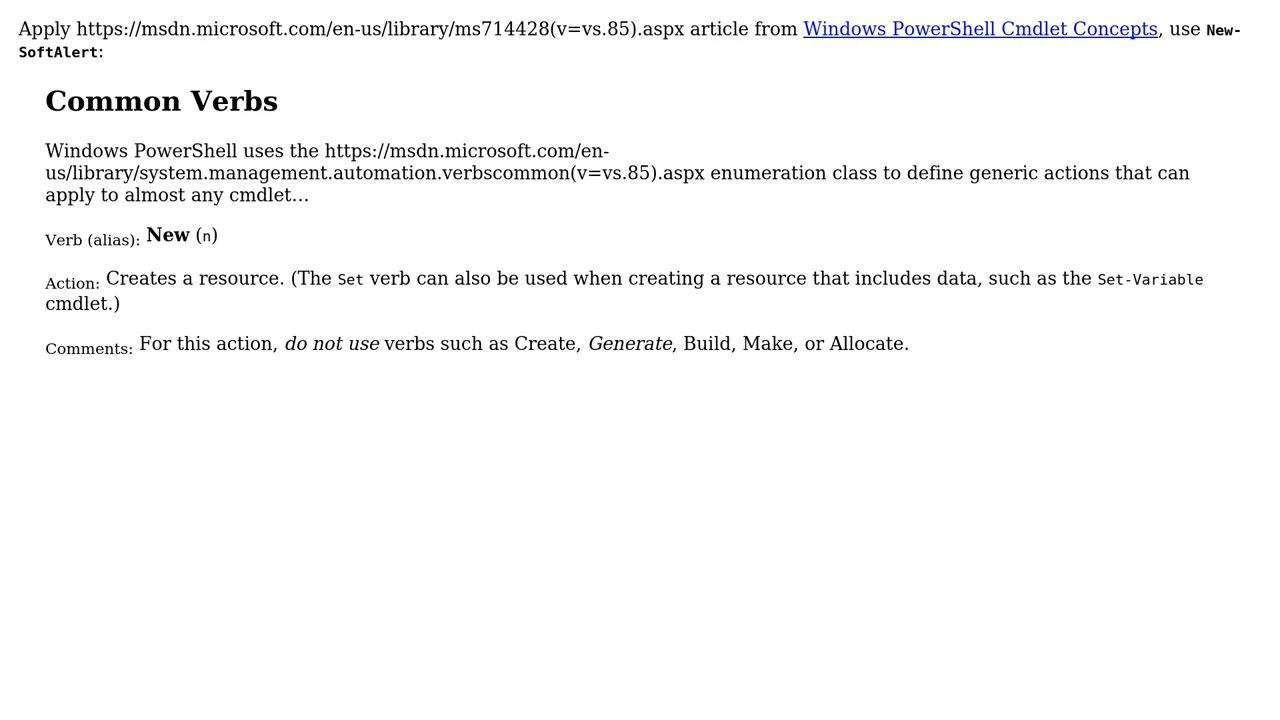 Apply https://msdn.microsoft.com/en-us/library/ms714428(v=vs.85).aspx article from Windows PowerShell Cmdlet Concepts, use New-
SoftAlert:
Common Verbs
Windows PowerShell uses the https://msdn.microsoft.com/en-
us/library/system.management.automation.verbscommon(v=vs.85).aspx enumeration class to define generic actions that can
apply to almost any cmdlet…
Verb (alias): New (n)
Action: Creates a resource. (The Set verb can also be used when creating a resource that includes data, such as the Set-Variable
cmdlet.)
Comments: For this action, do not use verbs such as Create, Generate, Build, Make, or Allocate.